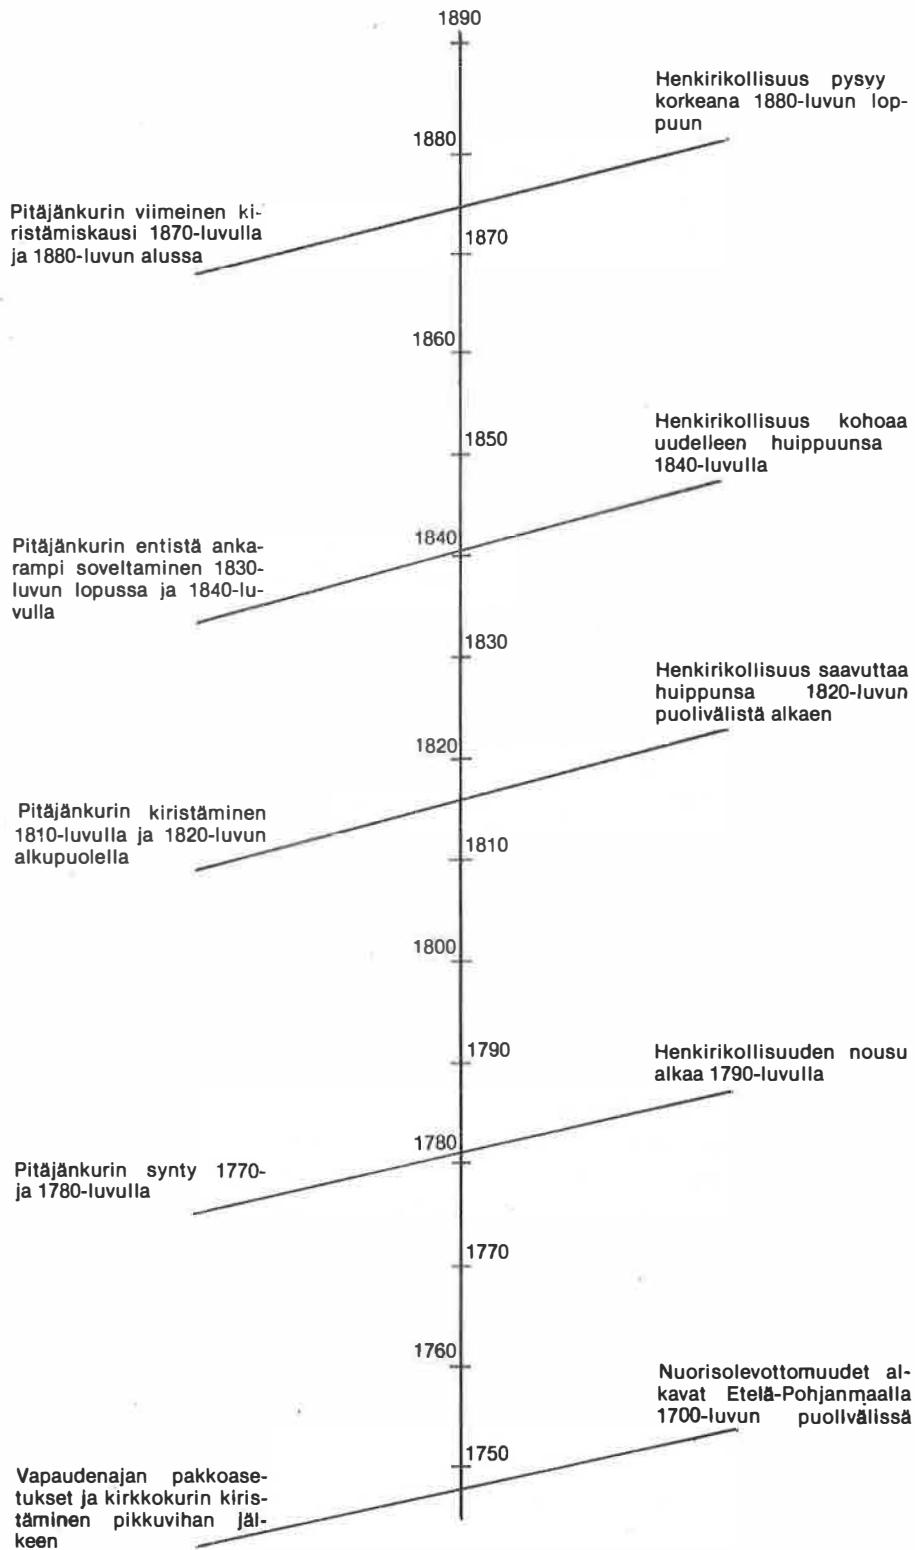 1890
Henkirikollisuus pysyy
korkeana 1880-luvun lop-
puun
1880
Pitäjänkurin viimeinen ki-
ristämiskausi 1870-luvulla
ja 1880-luvun alussa
1870
1860
Henkirikollisuus kohoaa
uudelleen huippuunsa
1840-luvulla
1850
1840
Pitäjänkurin entistä anka-
rampi soveltaminen 1830-
luvun lopussa ja 1840-lu-
vulla
1830
Henkirikollisuus saavuttaa
huippunsa 1820-luvun
puolivälistä alkaen
1820
Pitäjänkurin kiristäminen
1810-luvulla ja 1820-luvun
alkupuolella
1810
1800
1790
Henkirikollisuuden nousu
alkaa 1790-luvulla
1780
Pitäjänkurin synty 1770-
ja 1780-luvulla
1770
1760
Nuorisolevottomuudet al-
kavat Etelä-Pohjanmaalla
1700-luvun puolivälissä
1750
Vapaudenajan pakkoase-
tukset ja kirkkokurin kiris-
täminen pikkuvihan jäl-
keen